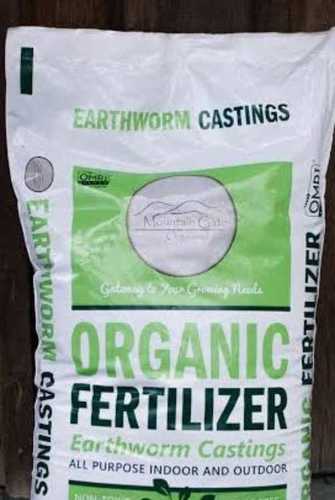 EARTHWORM CASTINGS
OMRI
Mountain Gate
Gateway to Your Growing Needs
ORGANIC
FERTILIZER
Earthworm Castings
ALL PURPOSE INDOOR AND OUTDOOR
EARTHWORM CASTINGS
OMRI
ORGANIC FERTILIZER